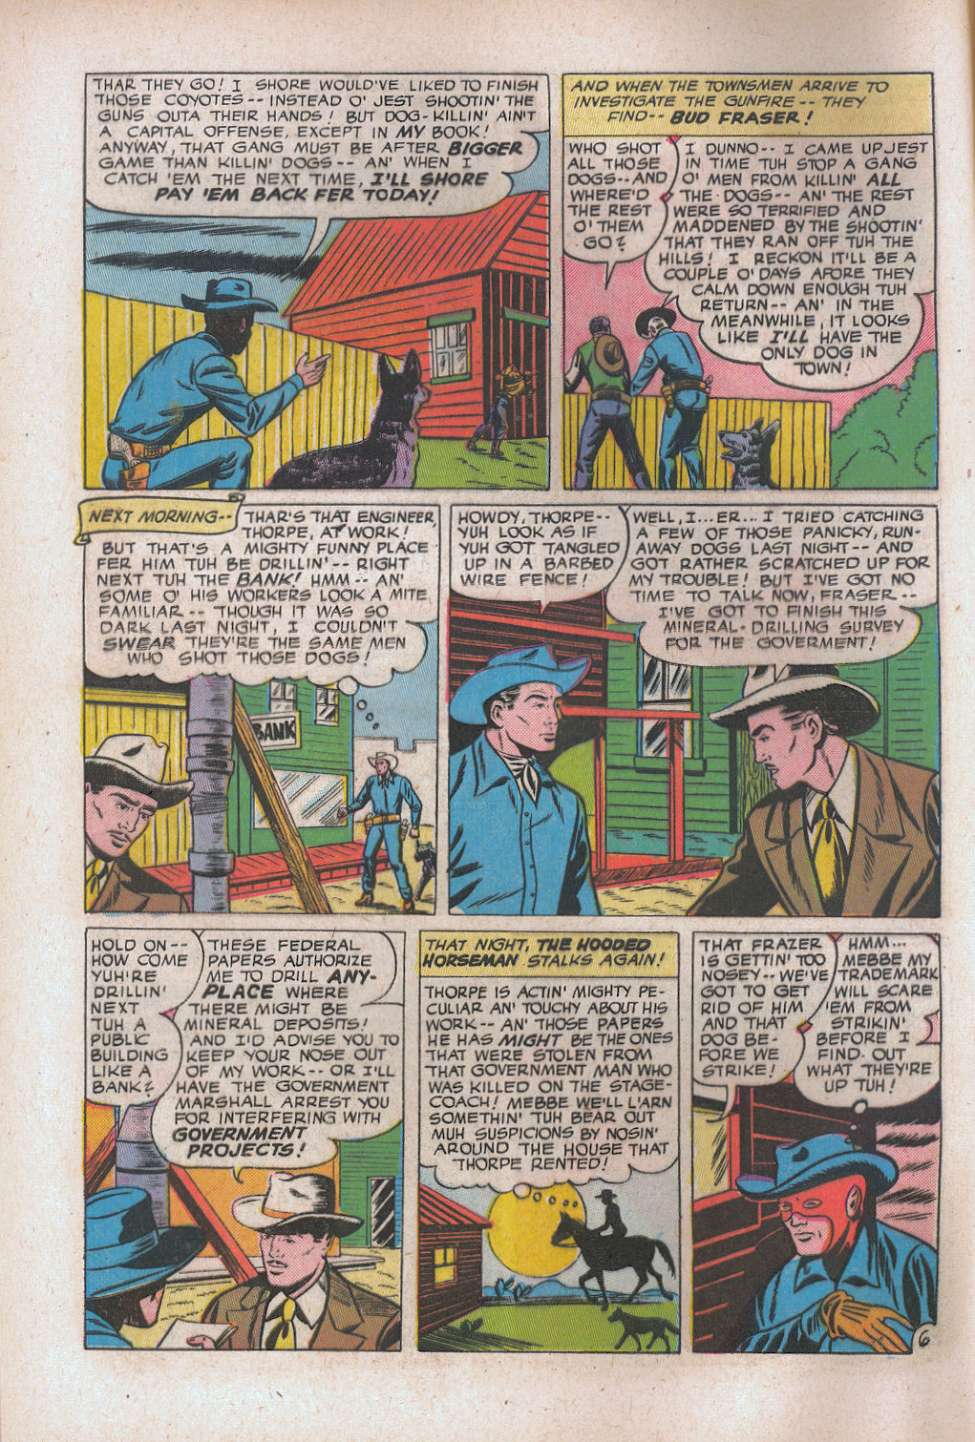 THAR THEY GO! I SHORE WOULD'VE LIKED TO FINISH
THOSE COYOTES-- INSTEAD O' JEST SHOOTIN' THE
GUNS OUTA THEIR HANDS! BUT DOG-KILLIN' AIN'T
A CAPITAL OFFENSE, EXCEPT IN MY BOOK!
ANYWAY, THAT GANG MUST BE AFTER BIGGER
GAME THAN KILLIN' DOGS-- AN' WHEN I
CATCH 'EM THE NEXT TIME, I'LL SHORE
PAY 'EM BACK FER TODAY!
AND WHEN THE TOWNSMEN ARRIVE TO
INVESTIGATE THE GUNFIRE-- THEY
FIND-- BUD FRASER!
WHO SHOT
ALL THOSE
DOGS--AND
WHERE'D
THE REST
O' THEM
GO?
I DUNNO-- I CAME UP JEST
IN TIME TUH STOP A GANG
O' MEN FROM KILLIN' ALL
THE DOGS-- AN' THE REST
WERE SO TERRIFIED AND
MADDENED BY THE SHOOTIN'
THAT THEY RAN OFF TUH THE
HILLS! I RECKON IT'LL BE A
COUPLE O' DAYS AFORE THEY
CALM DOWN ENOUGH TUH
RETURN-- AN' IN THE
MEANWHILE, IT LOOKS
LIKE I'LL HAVE THE
ONLY DOG IN
TOWN!
NEXT MORNING--
THAR'S THAT ENGINEER,
THORPE, AT WORK!
BUT THAT'S A MIGHTY FUNNY PLACE
FER HIM TUH BE DRILLIN'-- RIGHT
NEXT TUH THE BANK! HMM-- AN'
SOME O' HIS WORKERS LOOK A MITE
FAMILIAR-- THOUGH IT WAS SO
DARK LAST NIGHT, I COULDN'T
SWEAR THEY'RE THE SAME MEN
WHO SHOT THOSE DOGS!
BANK
HOWDY, THORPE--
YUH LOOK AS IF
YUH GOT TANGLED
UP IN A BARBED
WIRE FENCE!
WELL, I...ER... I TRIED CATCHING
A FEW OF THOSE PANICKY, RUN-
AWAY DOGS LAST NIGHT-- AND
GOT RATHER SCRATCHED UP FOR
MY TROUBLE! BUT I'VE GOT NO
TIME TO TALK NOW, FRASER--
I'VE GOT TO FINISH THIS
MINERAL-DRILLING SURVEY
FOR THE GOVERMENT!
HOLD ON--
HOW COME
YUH'RE
DRILLIN'
NEXT
TUH A
PUBLIC
BUILDING
LIKE A
BANK?
THESE FEDERAL
PAPERS AUTHORIZE
ME TO DRILL ANY-
PLACE WHERE
THERE MIGHT BE
MINERAL DEPOSITS!
AND I'D ADVISE YOU TO
KEEP YOUR NOSE OUT
OF MY WORK-- OR I'LL
HAVE THE GOVERNMENT
MARSHALL ARREST YOU
FOR INTERFERING WITH
GOVERNMENT
PROJECTS!
THAT NIGHT, THE HOODED
HORSEMAN STALKS AGAIN!
THORPE IS ACTIN' MIGHTY PE-
CULIAR AN' TOUCHY ABOUT HIS
WORK-- AN' THOSE PAPERS
HE HAS MIGHT BE THE ONES
THAT WERE STOLEN FROM
THAT GOVERNMENT MAN WHO
WAS KILLED ON THE STAGE-
COACH! MEBBE WE'LL L'ARN
SOMETHIN' TUH BEAR OUT
MUH SUSPICIONS BY NOSIN'
AROUND THE HOUSE THAT
THORPE RENTED!
THAT FRAZER
IS GETTIN' TOO
NOSEY-- WE'VE
GOT TO GET
RID OF HIM
AND THAT
DOG BE-
FORE WE
STRIKE!
HMM...
MEBBE MY
TRADEMARK
WILL SCARE
'EM FROM
STRIKIN'
BEFORE I
FIND OUT
WHAT THEY'RE
UP TUH!
6